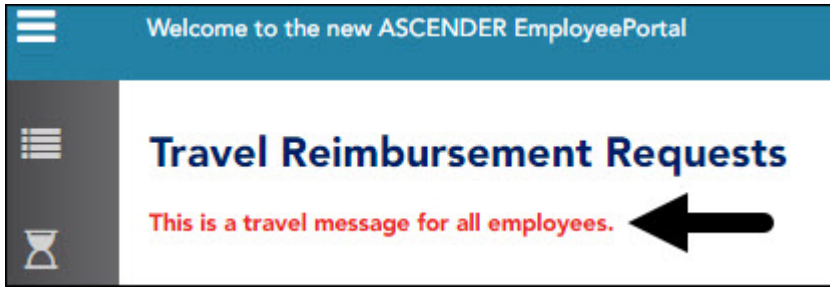 Welcome to the new ASCENDER EmployeePortal
Travel Reimbursement Requests
This is a travel message for all employees.